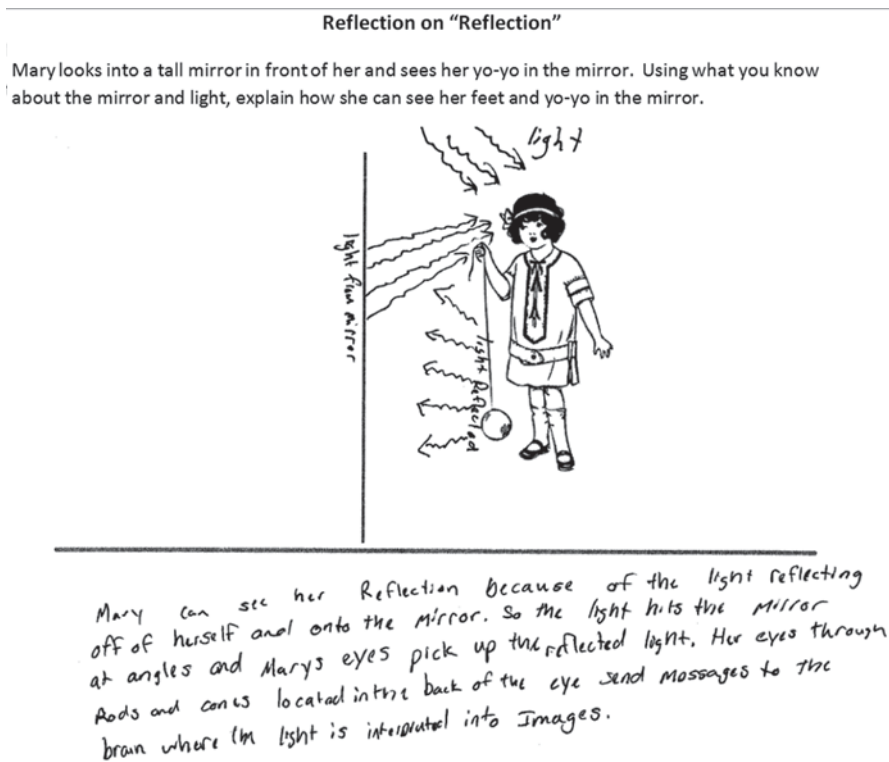 Reflection on “Reflection”
Mary looks into a tall mirror in front of her and sees her yo-yo in the mirror. Using what you know
about the mirror and light, explain how she can see her feet and yo-yo in the mirror.
light
light from mirror
light Reflected
Mary can see her Reflection because of the light reflecting
off of herself and onto the mirror. So the light hits the mirror
at angles and Marys eyes pick up the reflected light. Her eyes through
Rods and cones located in the back of the eye send messages to the
brain where the light is interpruted into Images.